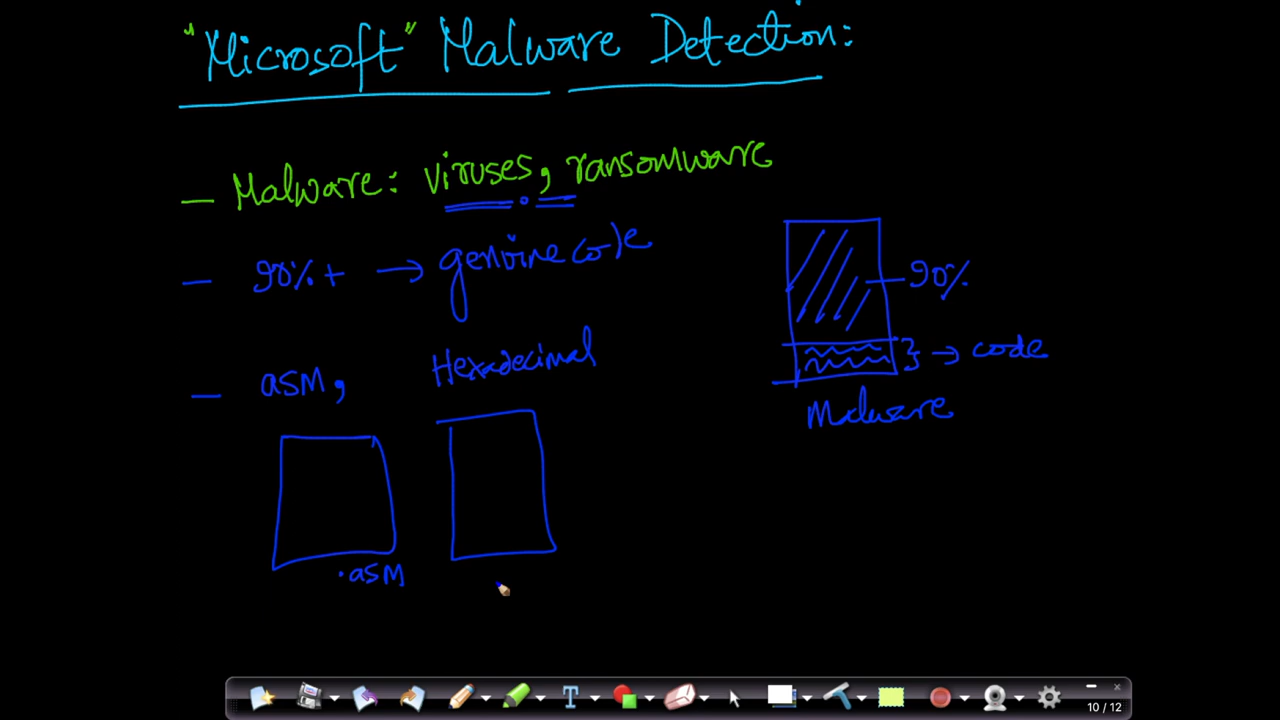 "Microsoft" Malware Detection:
- Malware: viruses, ransomware
- 90%+ → genuine code
90%
} → code
Malware
- asm, Hexadecimal
.asm
10 / 12